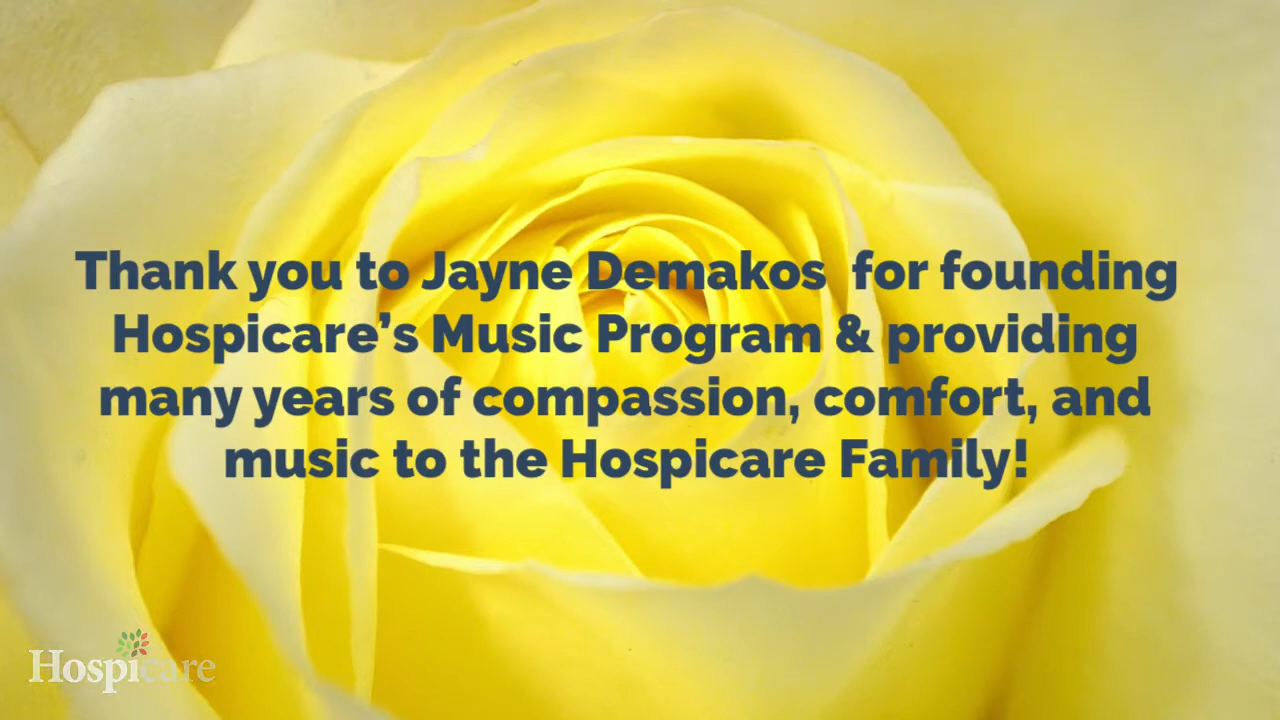 Thank you to Jayne Demakos  for founding
Hospicare’s Music Program & providing
many years of compassion, comfort, and
music to the Hospicare Family!
Hospicare